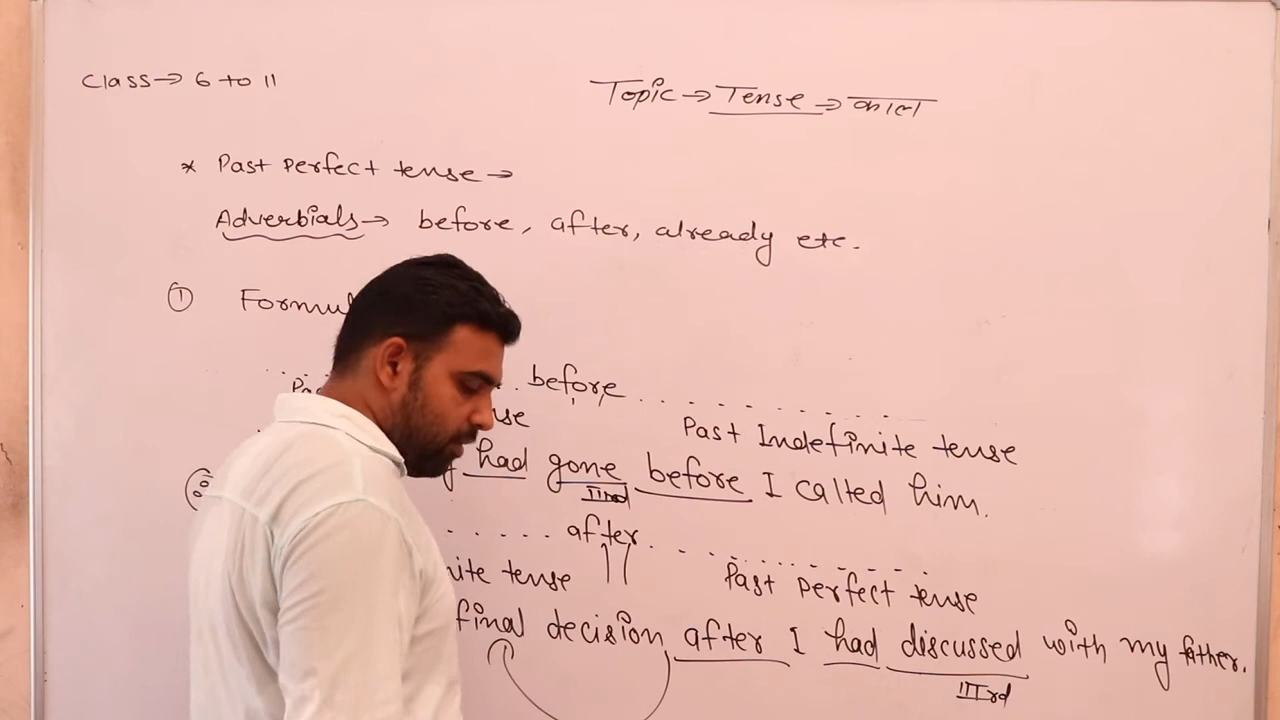 Class→ 6 to 11
Topic → Tense → काल
* Past Perfect tense →
Adverbials→ before, after, already etc.
① Formul
. before . . . . . . . . .
Past Indefinite tense
had gone before I called him.
IIIrd
. . . . . after . . . . . . . . . .
tense Past Perfect tense
final decision after I had discussed with my father.
IIIrd